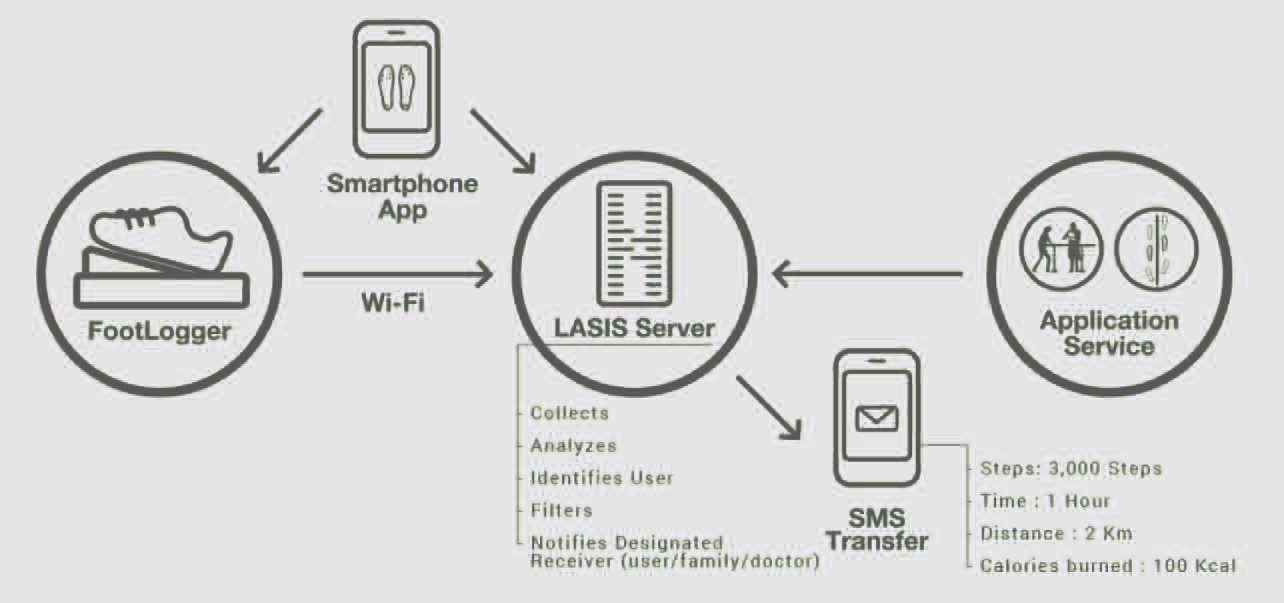 Smartphone
App
FootLogger
Wi-Fi
LASIS Server
Application
Service
Collects
Analyzes
Identifies User
Filters
Notifies Designated
Receiver (user/family/doctor)
SMS
Transfer
Steps: 3,000 Steps
Time : 1 Hour
Distance : 2 Km
Calories burned : 100 Kcal